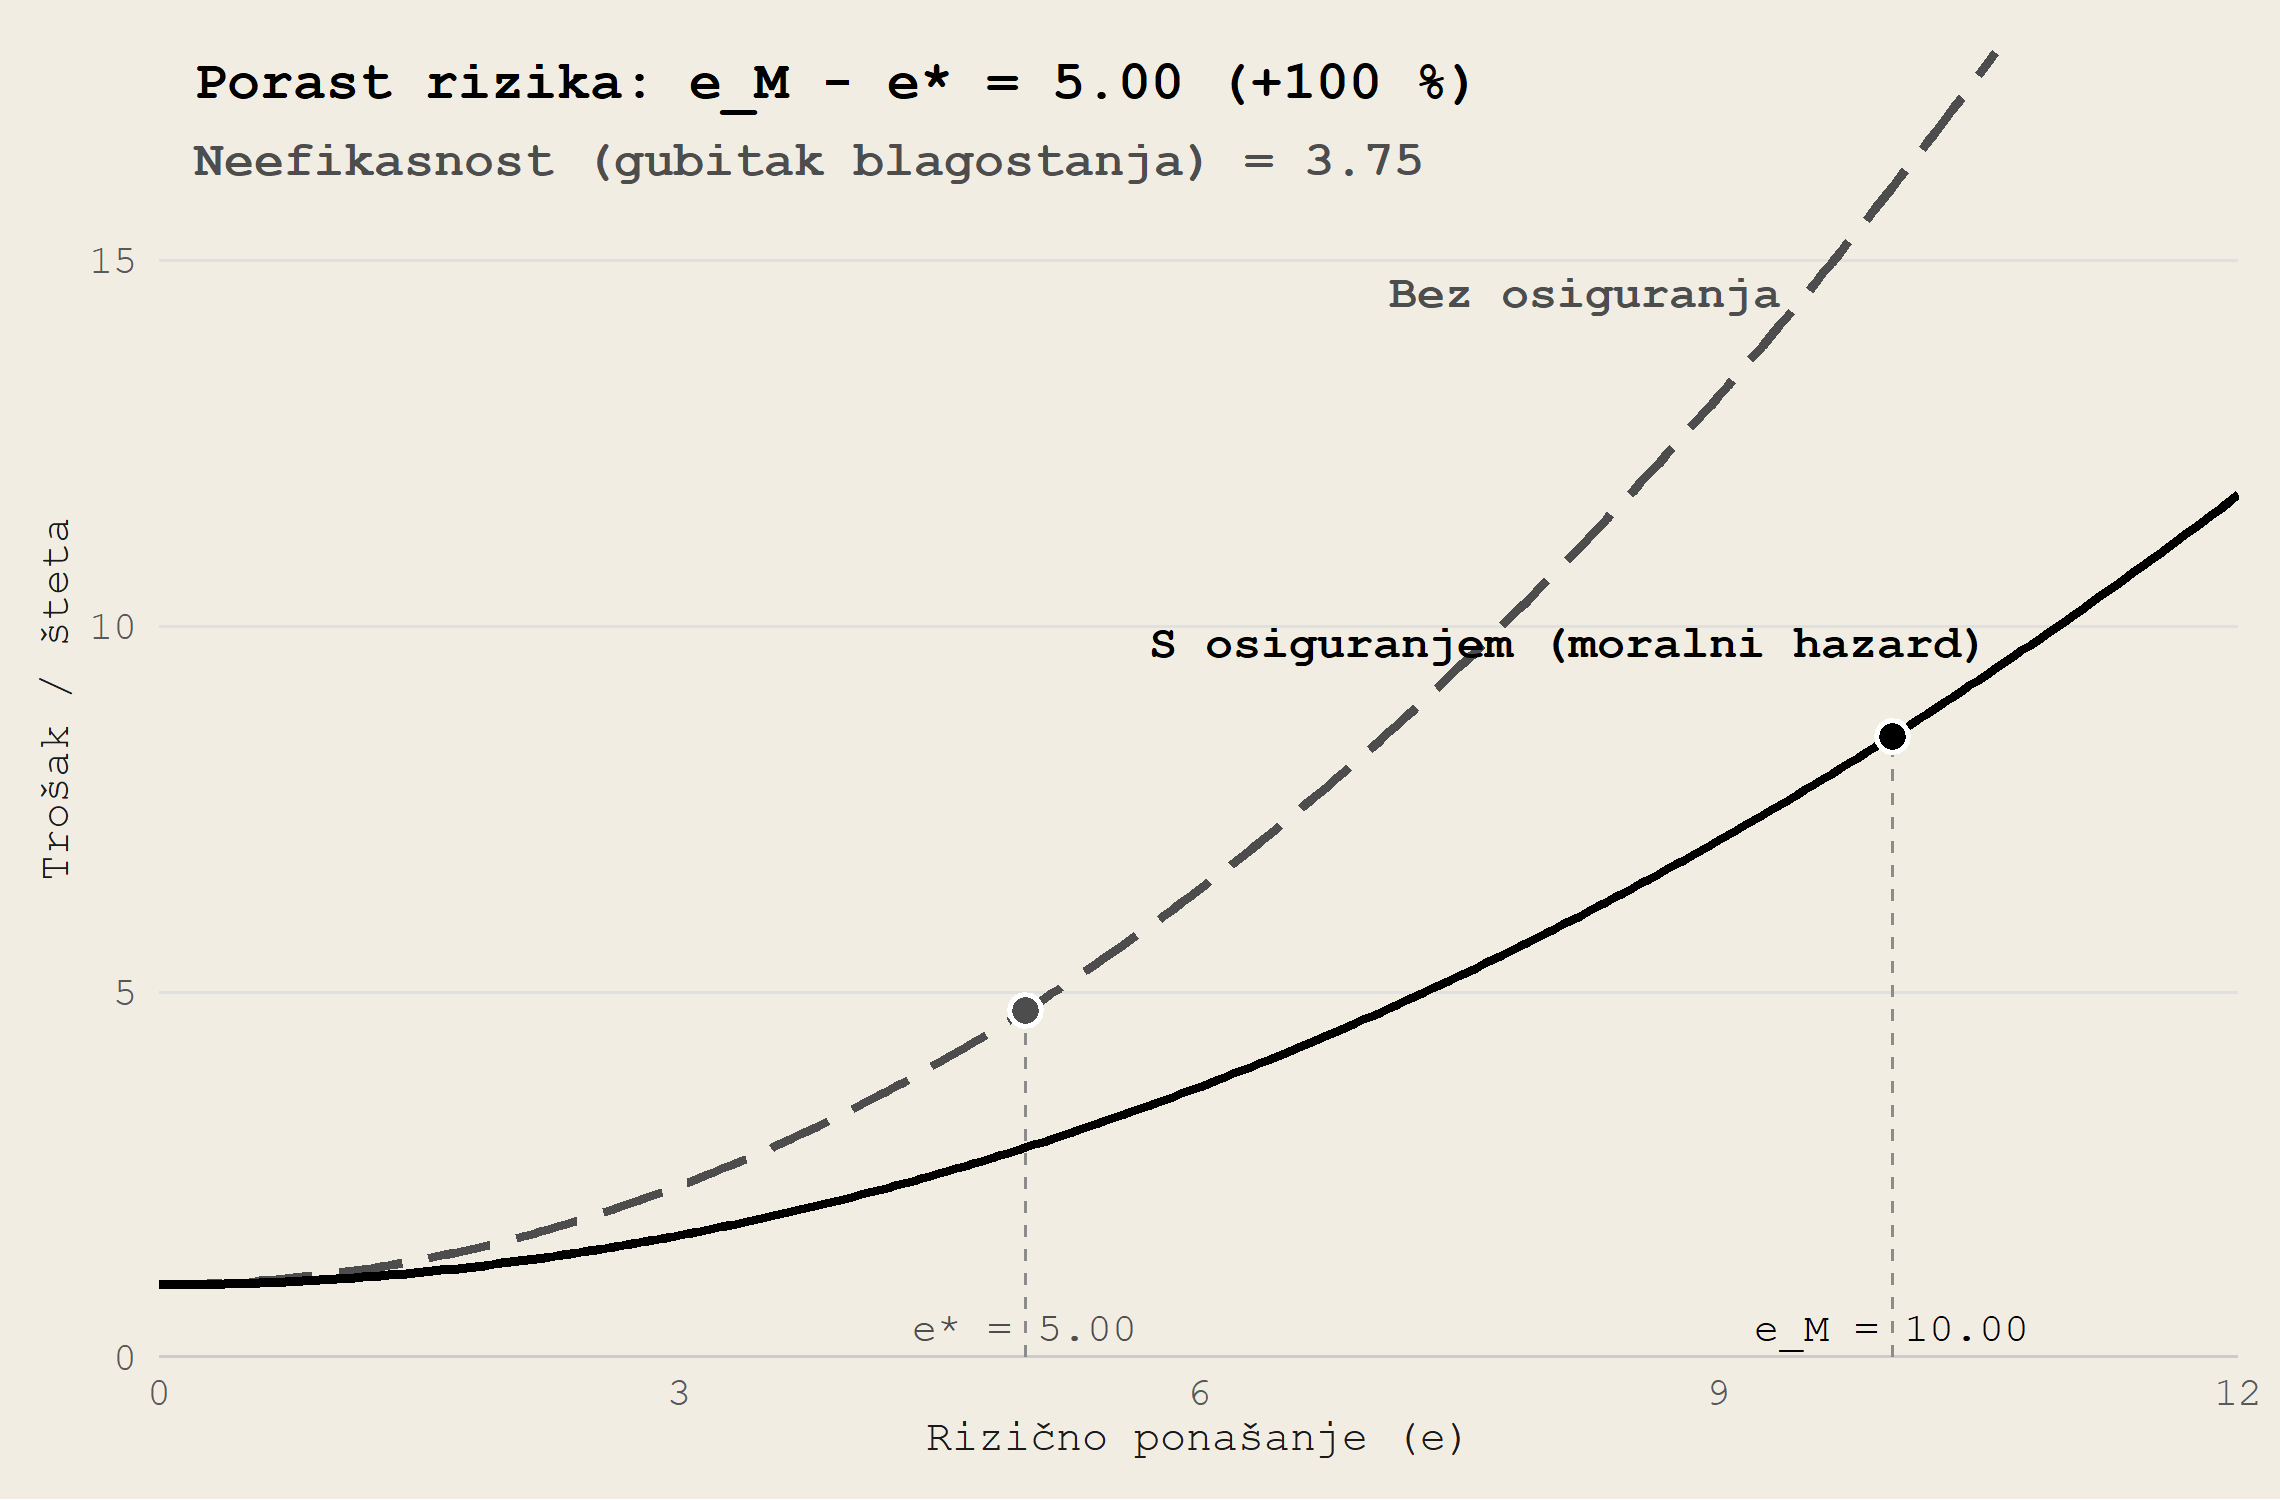 Porast rizika: e_M - e* = 5.00 (+100 %)
Neefikasnost (gubitak blagostanja) = 3.75
15
Bez osiguranja
10
S osiguranjem (moralni hazard)
Trošak / šteta
5
e* = 5.00
e_M = 10.00
0
0 3 6 9 12
Rizično ponašanje (e)